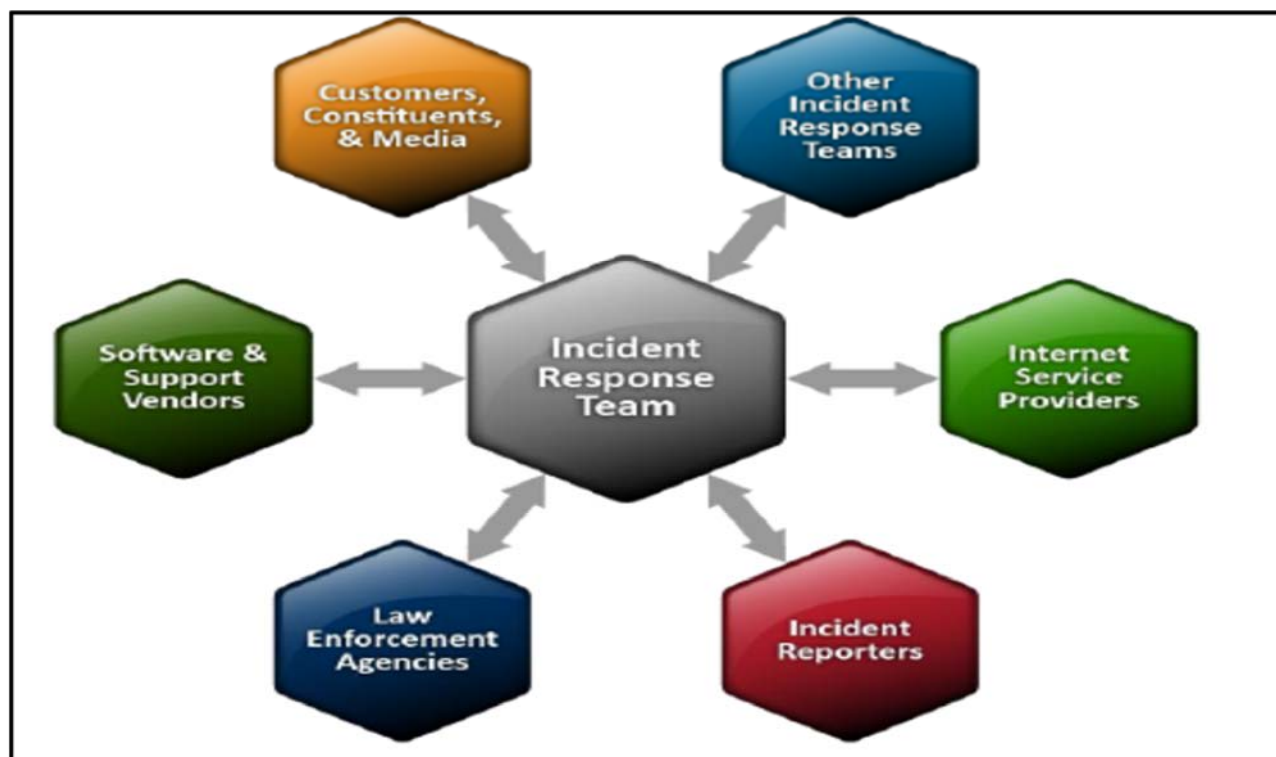 Customers,
Constituents,
& Media
Other
Incident
Response
Teams
Software &
Support
Vendors
Incident
Response
Team
Internet
Service
Providers
Law
Enforcement
Agencies
Incident
Reporters